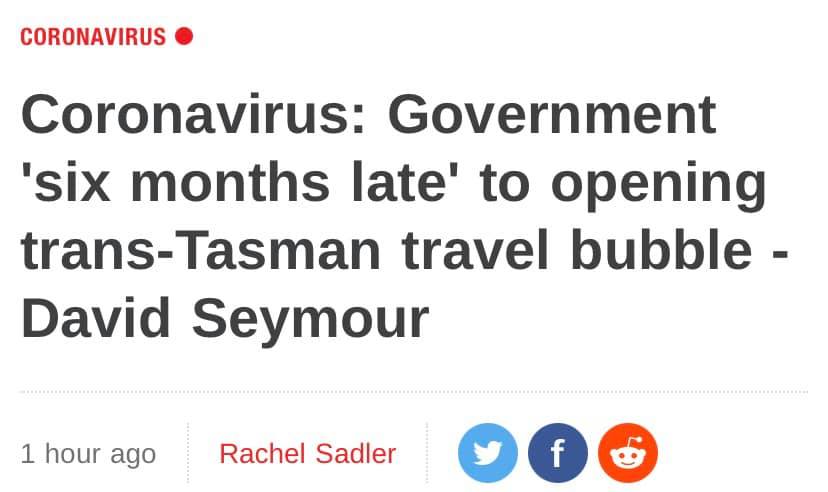 CORONAVIRUS
Coronavirus: Government
'six months late' to opening
trans-Tasman travel bubble -
David Seymour
1 hour ago
Rachel Sadler